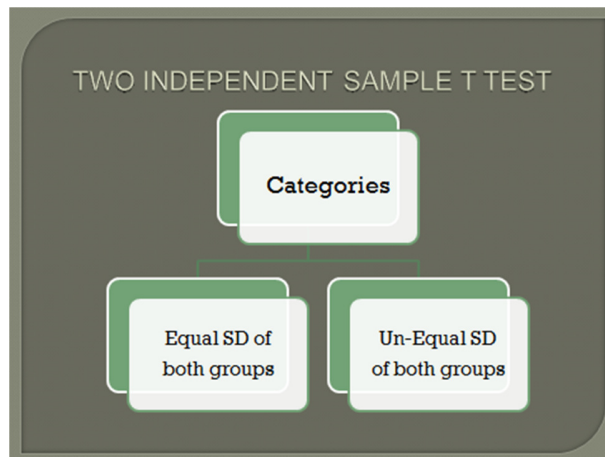 TWO INDEPENDENT SAMPLE T TEST
Categories
Equal SD of
both groups
Un-Equal SD
of both groups